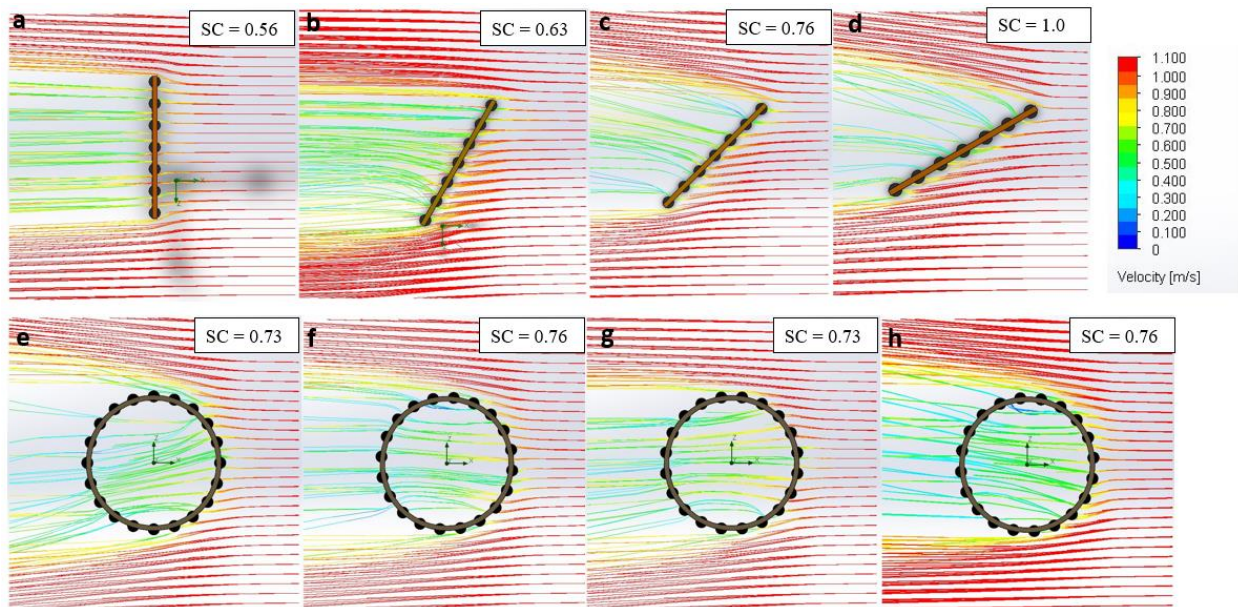 a
SC = 0.56
b
SC = 0.63
c
SC = 0.76
d
SC = 1.0
1.100
1.000
0.900
0.800
0.700
0.600
0.500
0.400
0.300
0.200
0.100
0
Velocity [m/s]
e
SC = 0.73
f
SC = 0.76
g
SC = 0.73
h
SC = 0.76